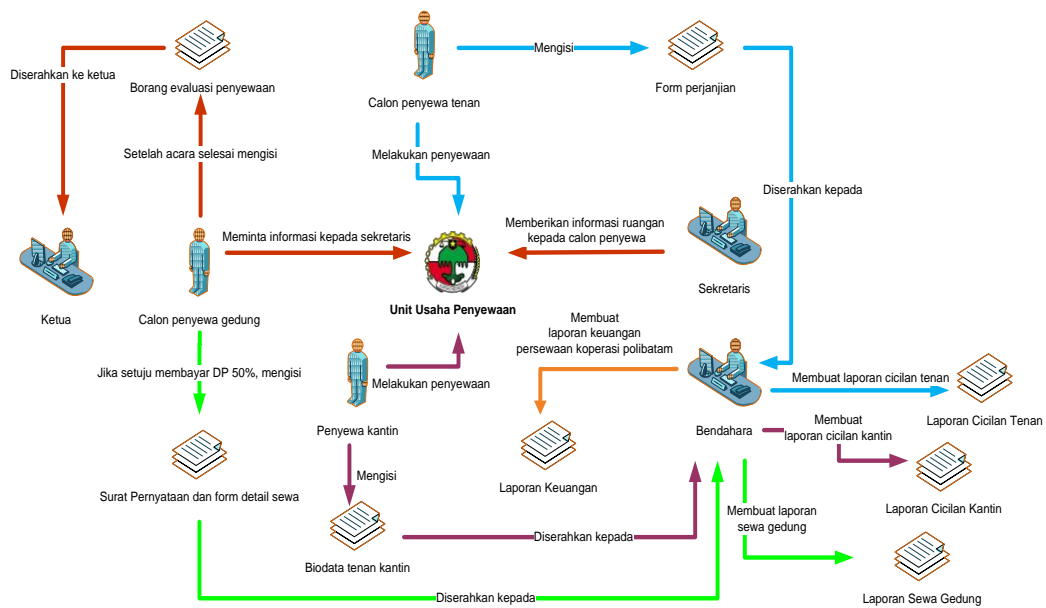 Mengisi
Diserahkan ke ketua
Borang evaluasi penyewaan
Calon penyewa tenan
Form perjanjian
Setelah acara selesai mengisi
Melakukan penyewaan
Diserahkan kepada
Meminta informasi kepada sekretaris
Memberikan informasi ruangan
kepada calon penyewa
Sekretaris
Unit Usaha Penyewaan
Ketua
Calon penyewa gedung
Membuat
laporan keuangan
persewaan koperasi polibatam
Jika setuju membayar DP 50%, mengisi
Melakukan penyewaan
Membuat laporan cicilan tenan
Laporan Cicilan Tenan
Penyewa kantin
Bendahara
Membuat
laporan cicilan kantin
Mengisi
Laporan Keuangan
Surat Pernyataan dan form detail sewa
Laporan Cicilan Kantin
Membuat laporan
sewa gedung
Diserahkan kepada
Biodata tenan kantin
Laporan Sewa Gedung
Diserahkan kepada